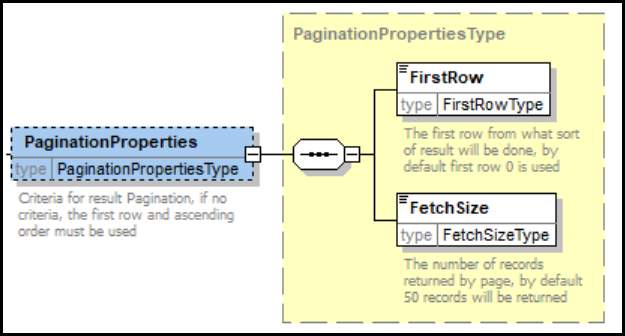 PaginationPropertiesType
FirstRow
type FirstRowType
The first row from what sort
of result will be done, by
default first row 0 is used
PaginationProperties
type PaginationPropertiesType
Criteria for result Pagination, if no
criteria, the first row and ascending
order must be used
FetchSize
type FetchSizeType
The number of records
returned by page, by default
50 records will be returned